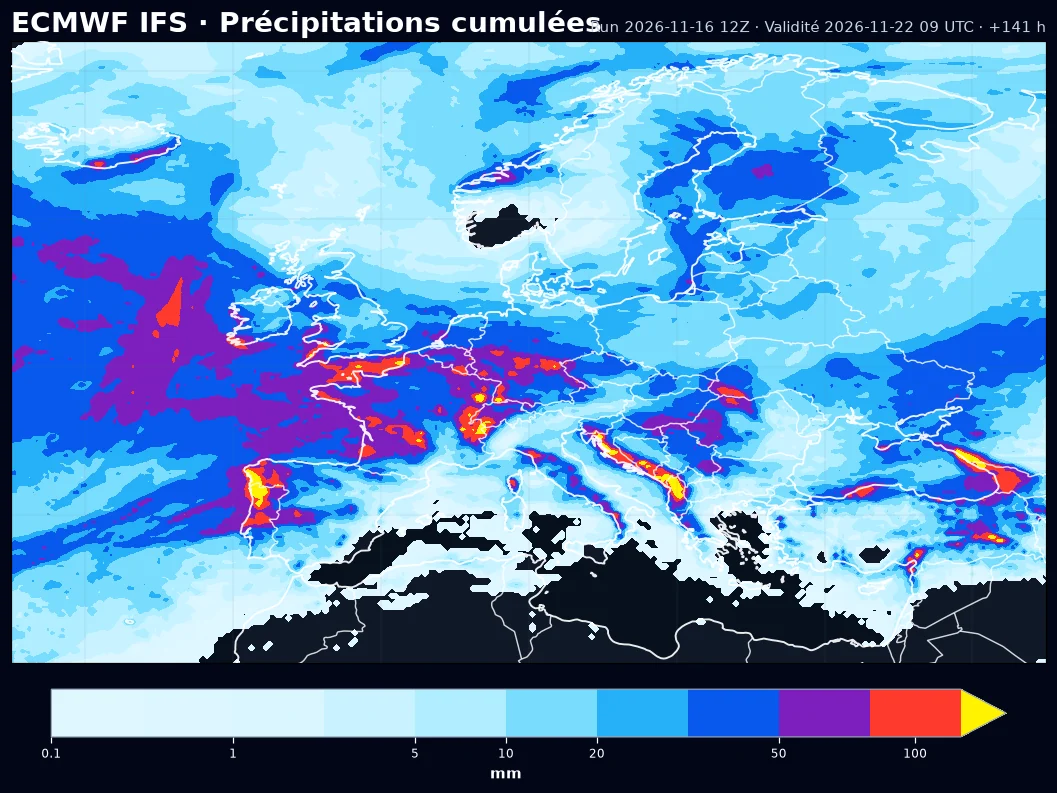 ECMWF IFS · Précipitations cumulées
Run 2026-11-16 12Z · Validité 2026-11-22 09 UTC · +141 h
0.1 1 5 10 20 50 100
mm